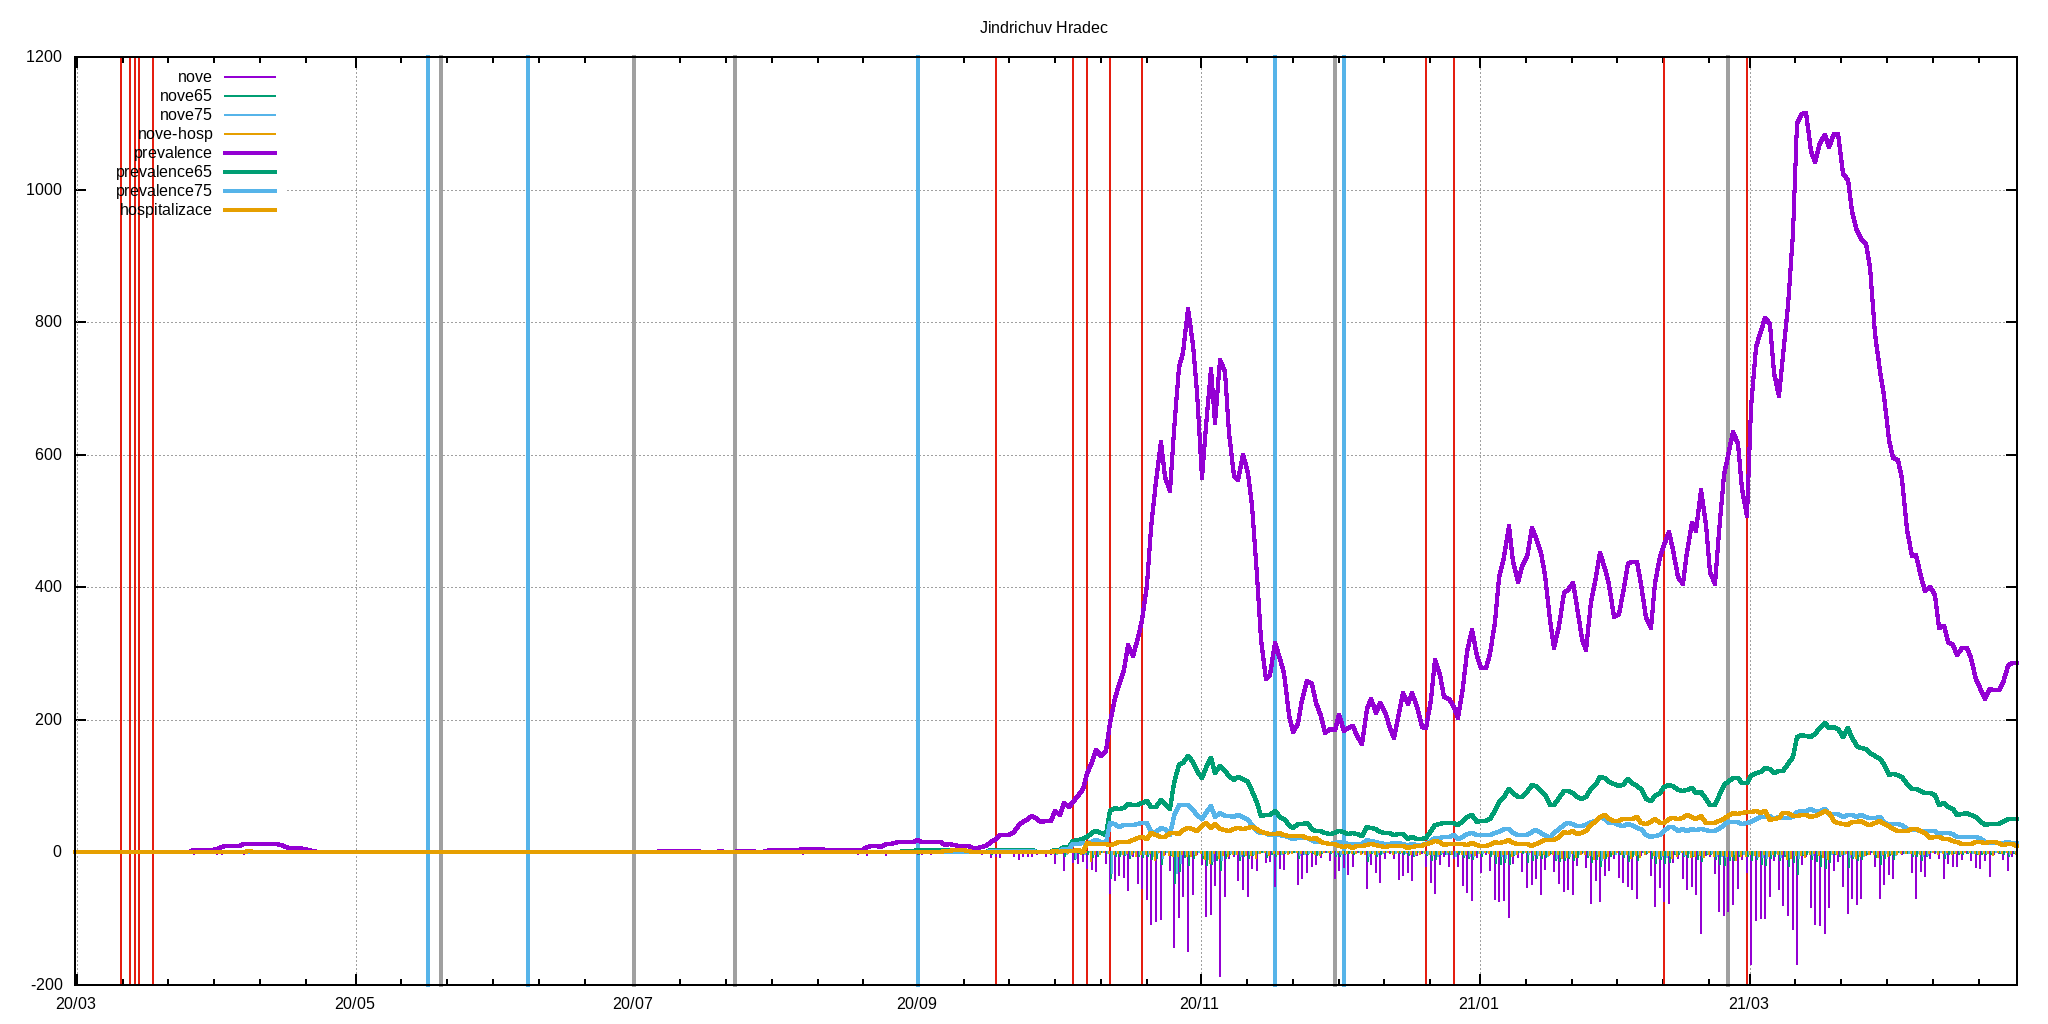 Jindrichuv Hradec
1200
1000
800
600
400
200
0
-200
nove
nove65
nove75
nove-hosp
prevalence
prevalence65
prevalence75
hospitalizace
20/03
20/05
20/07
20/09
20/11
21/01
21/03